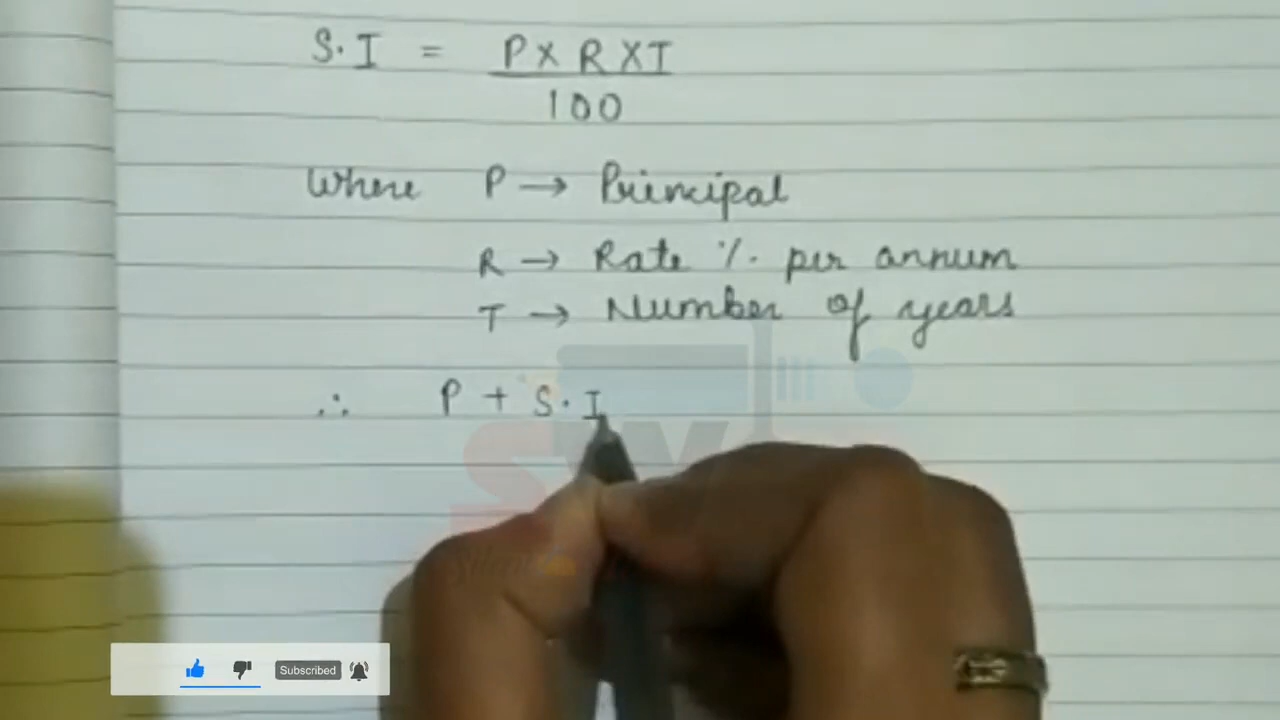 S.I = P X R X T
100
Where P → Principal
R → Rate % per annum
T → Number of years
∴ P + S.I
Subscribed